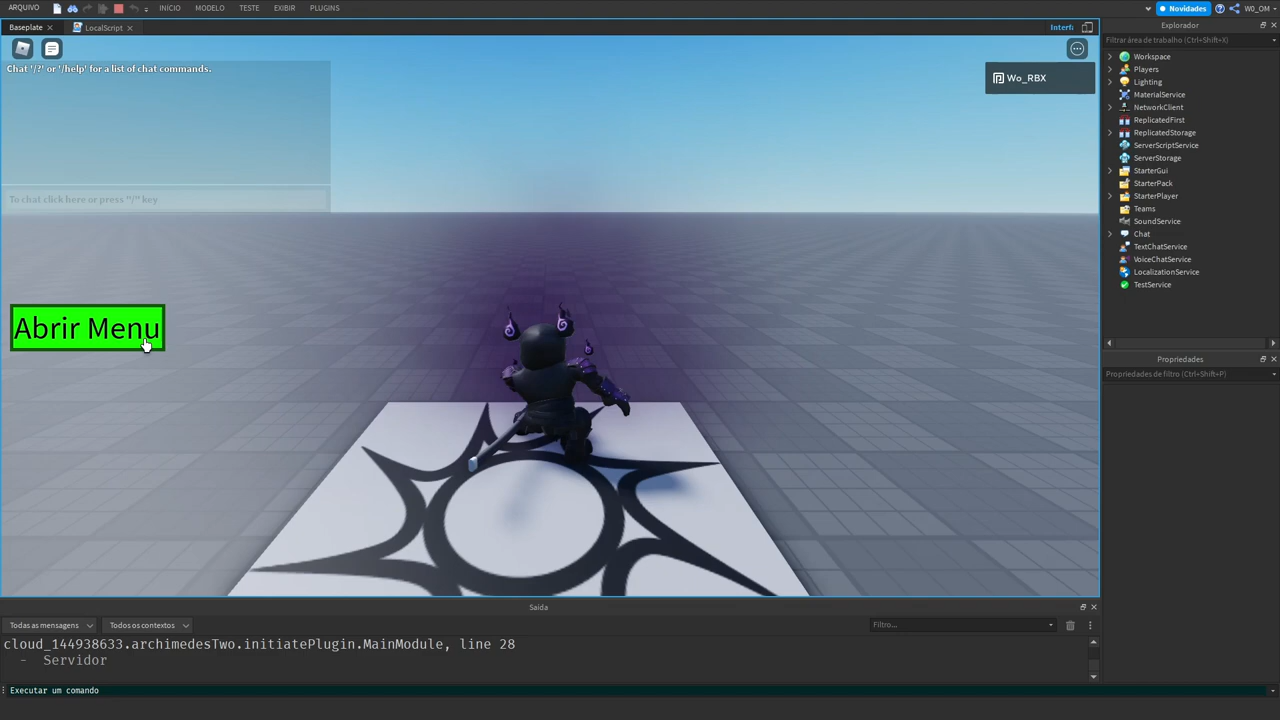 ARQUIVO INÍCIO MODELO TESTE EXIBIR PLUGINS Novidades W0_OM
Baseplate LocalScript Interfa
Explorador
Filtrar área de trabalho (Ctrl+Shift+X)
Chat '/?' or '/help' for a list of chat commands.
To chat click here or press "/" key
Wo_RBX
Abrir Menu
Workspace
Players
Lighting
MaterialService
NetworkClient
ReplicatedFirst
ReplicatedStorage
ServerScriptService
ServerStorage
StarterGui
StarterPack
StarterPlayer
Teams
SoundService
Chat
TextChatService
VoiceChatService
LocalizationService
TestService
Propriedades
Propriedades de filtro (Ctrl+Shift+P)
Saída
Todas as mensagens Todos os contextos Filtro...
cloud_144938633.archimedesTwo.initiatePlugin.MainModule, line 28
- Servidor
Executar um comando